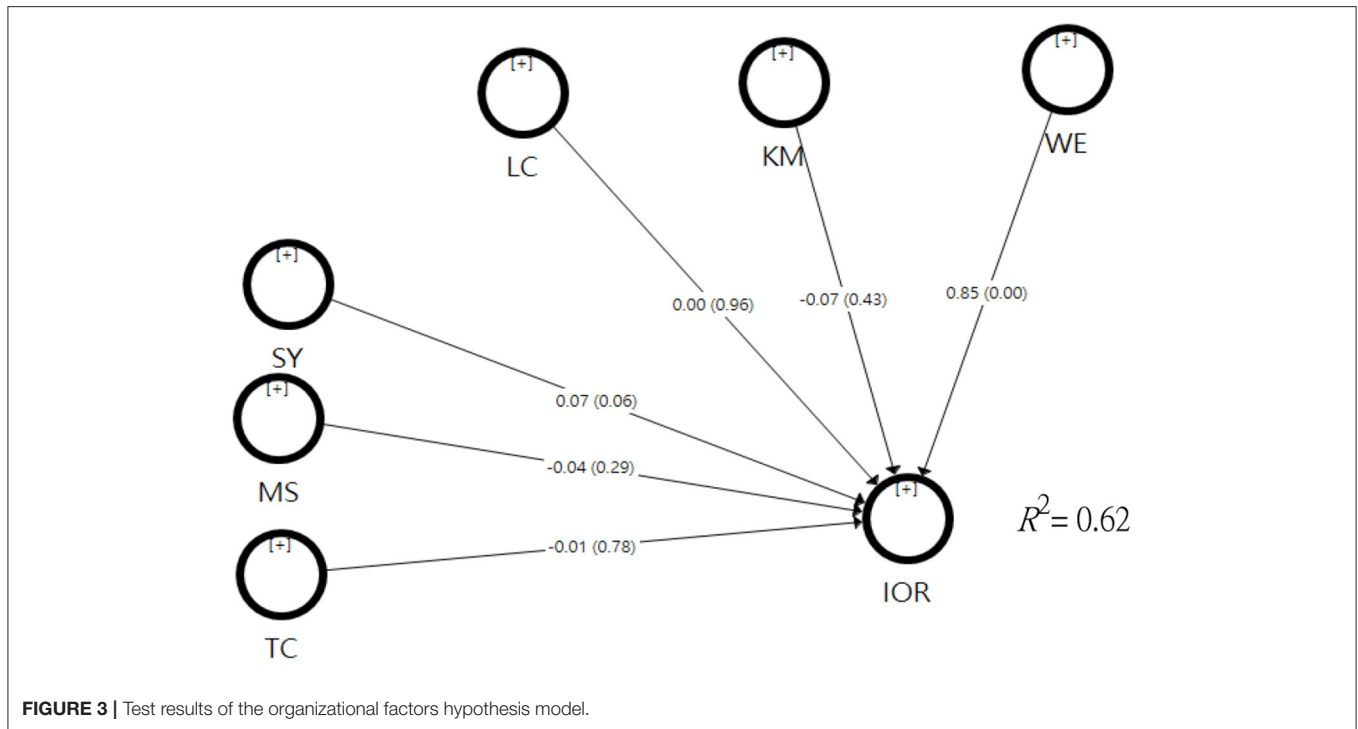 [+]
[+]
[+]
LC
KM
WE
[+]
SY
0.00 (0.96)
-0.07 (0.43)
0.85 (0.00)
[+]
MS
0.07 (0.06)
-0.04 (0.29)
[+]
R²= 0.62
[+]
TC
-0.01 (0.78)
IOR
FIGURE 3 | Test results of the organizational factors hypothesis model.